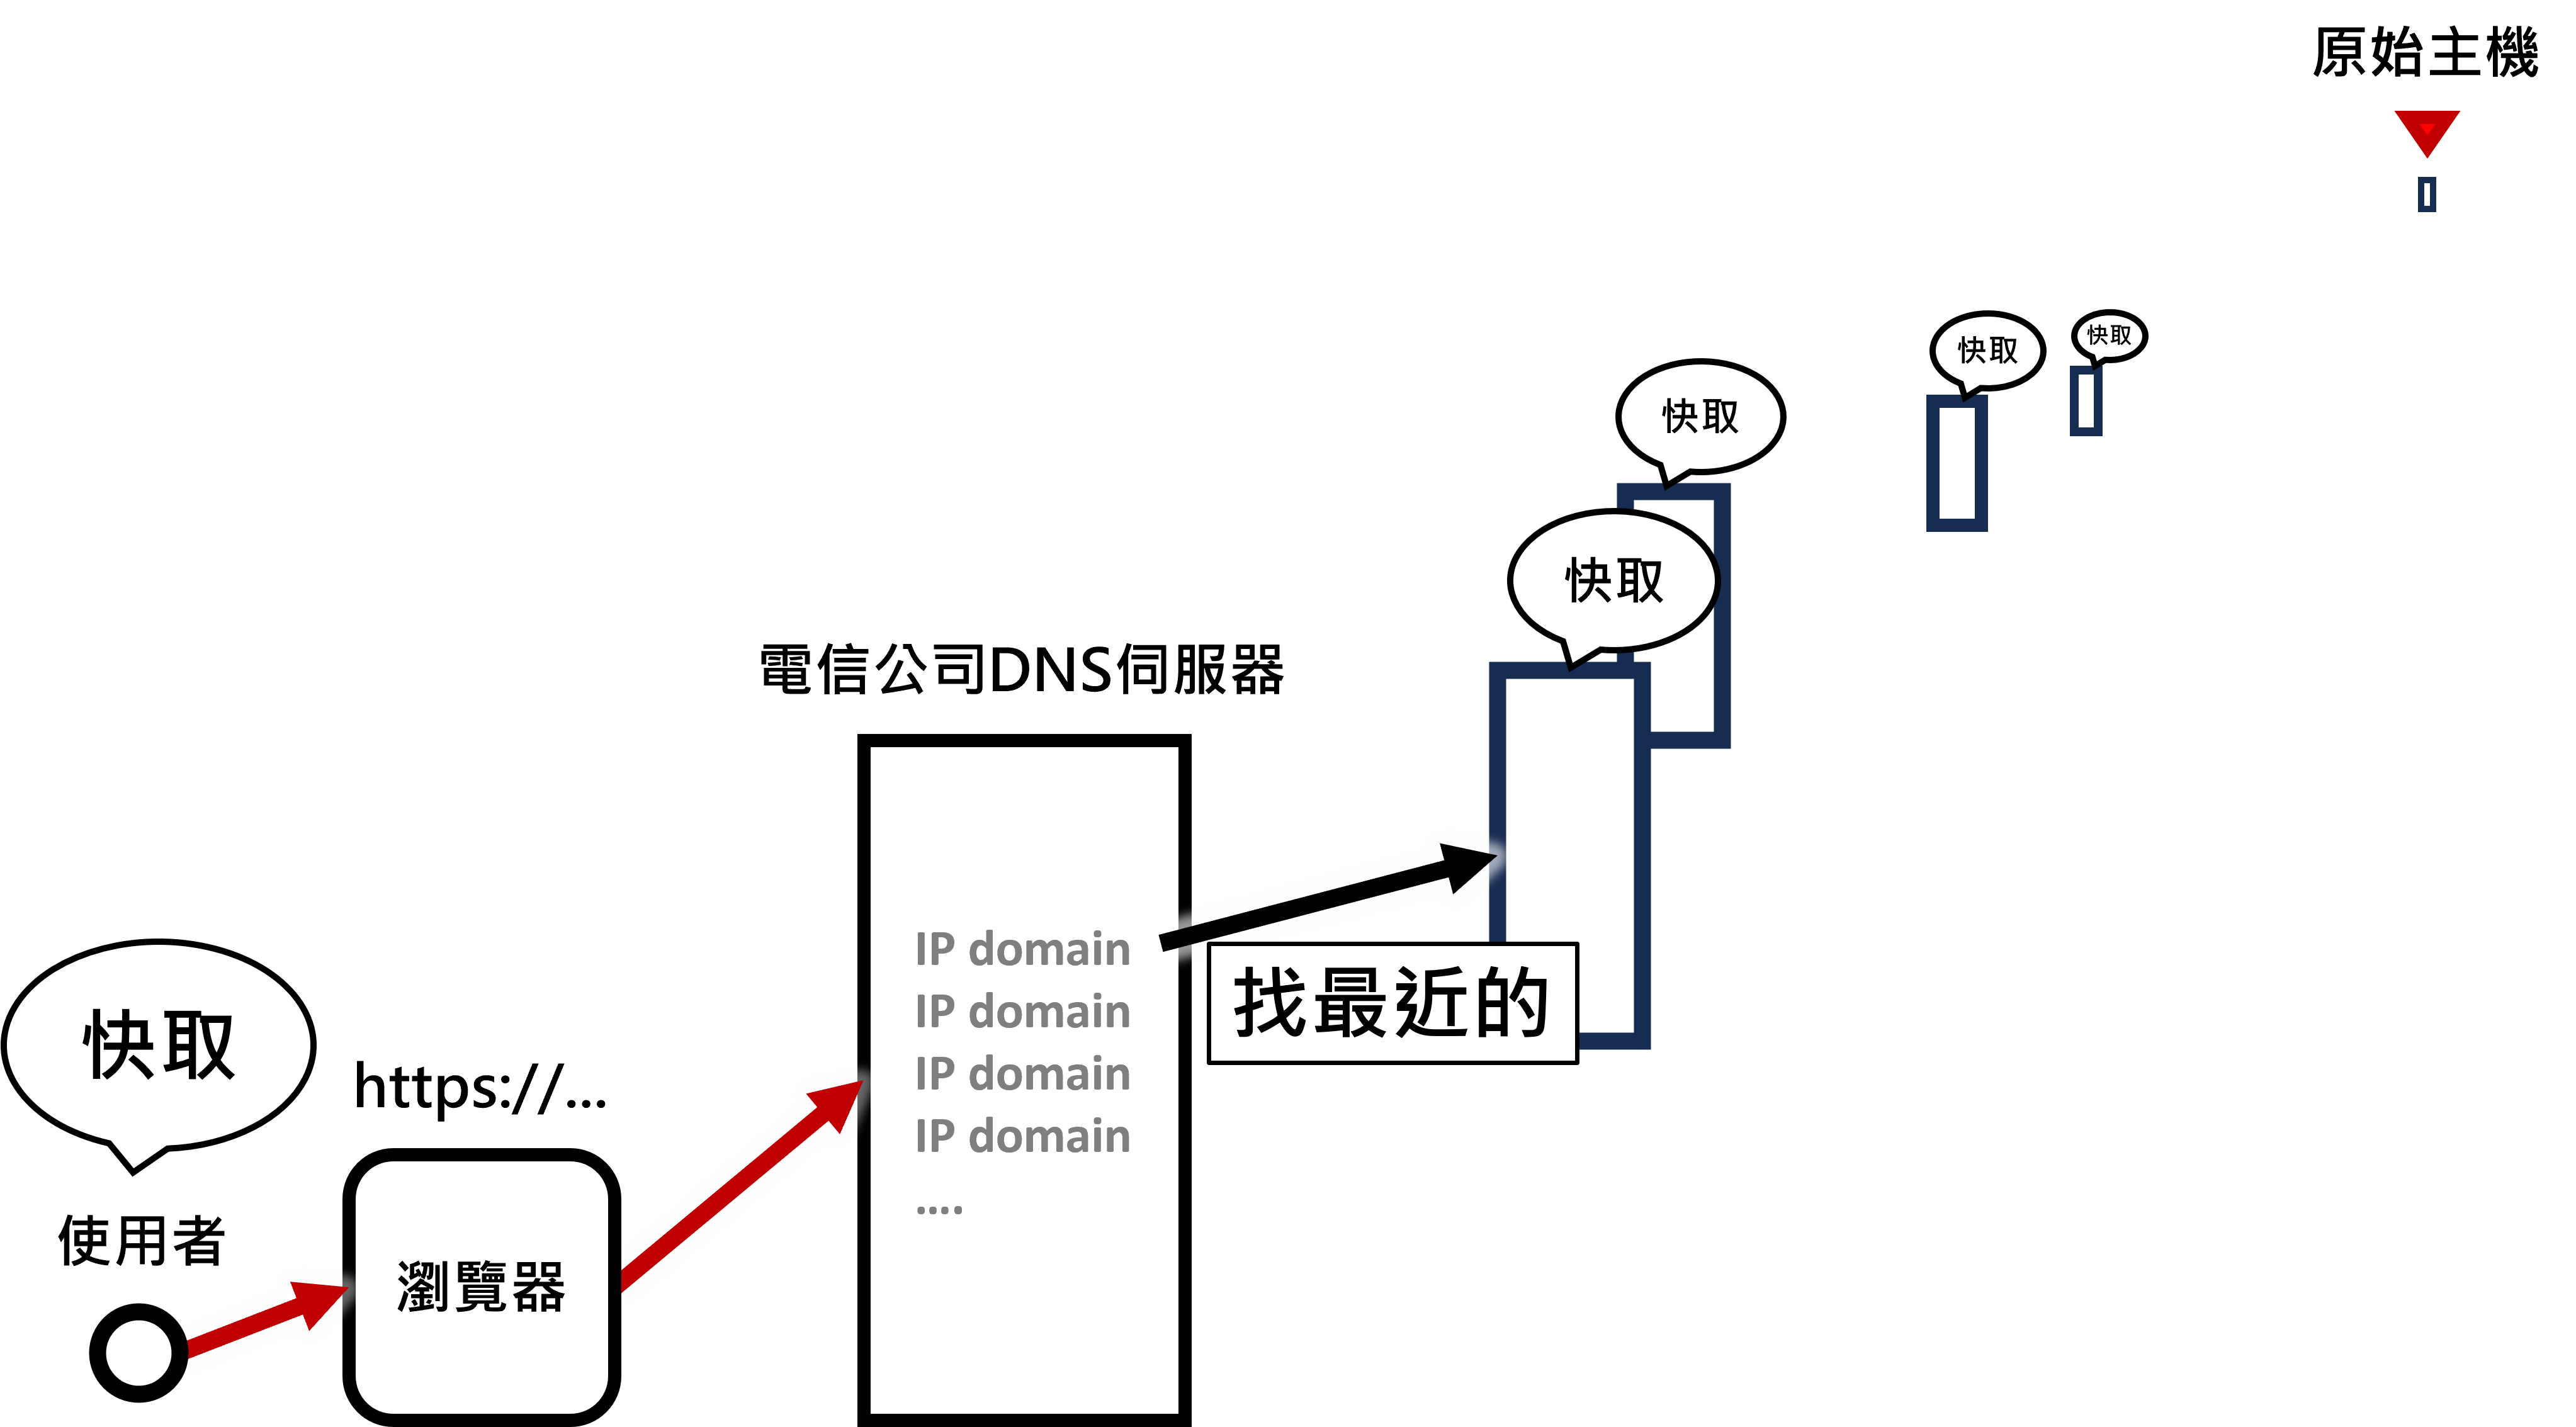 原始主機
快取
快取
快取
快取
電信公司DNS伺服器
IP domain
IP domain
IP domain
IP domain
....
找最近的
快取
https://...
使用者
瀏覽器